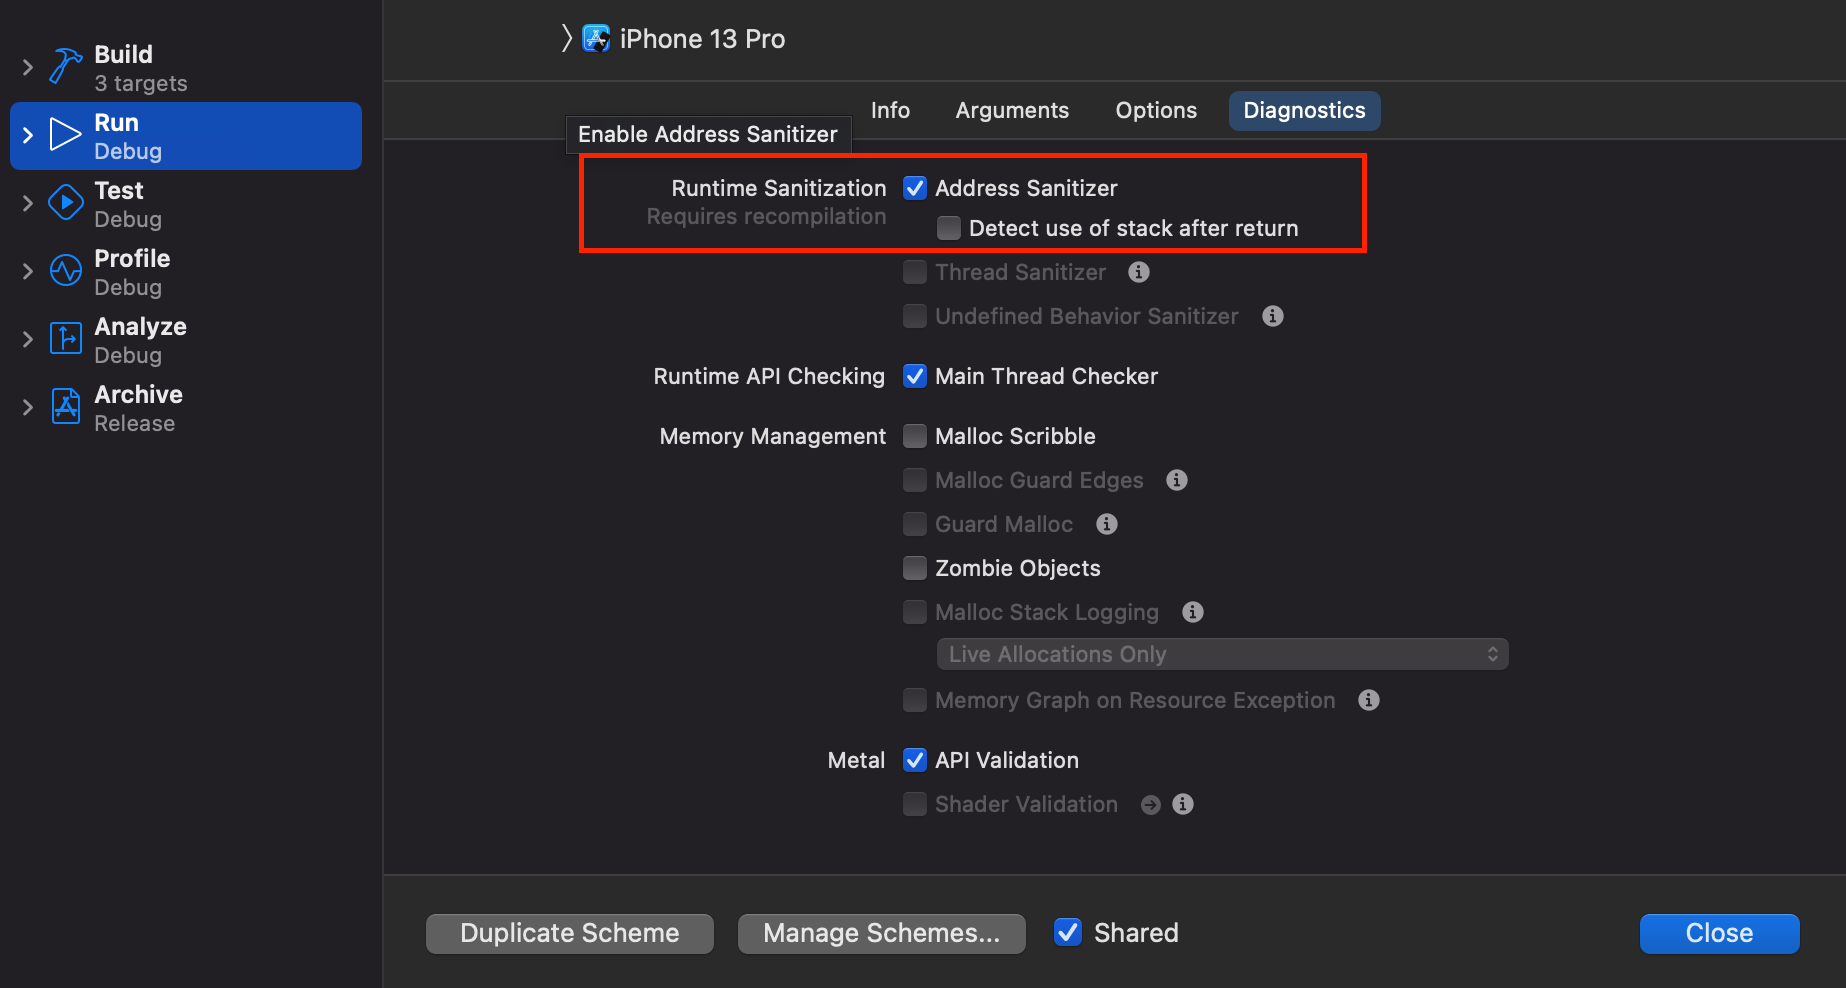 Build
3 targets
Run
Debug
Test
Debug
Profile
Debug
Analyze
Debug
Archive
Release
iPhone 13 Pro
Info Arguments Options Diagnostics
Enable Address Sanitizer
Runtime Sanitization Address Sanitizer
Requires recompilation
Detect use of stack after return
Thread Sanitizer
Undefined Behavior Sanitizer
Runtime API Checking Main Thread Checker
Memory Management Malloc Scribble
Malloc Guard Edges
Guard Malloc
Zombie Objects
Malloc Stack Logging
Live Allocations Only
Memory Graph on Resource Exception
Metal API Validation
Shader Validation
Duplicate Scheme Manage Schemes... Shared Close